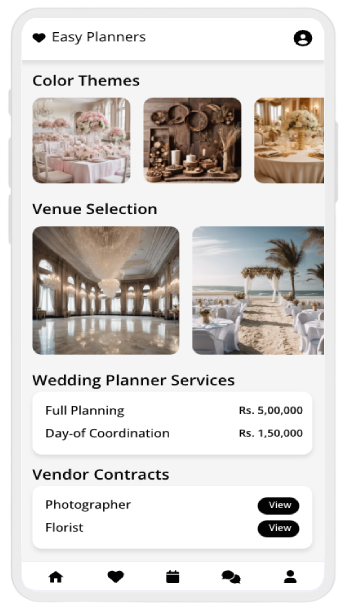 Easy Planners
Color Themes
Venue Selection
Wedding Planner Services
Full Planning Rs. 5,00,000
Day-of Coordination Rs. 1,50,000
Vendor Contracts
Photographer View
Florist View